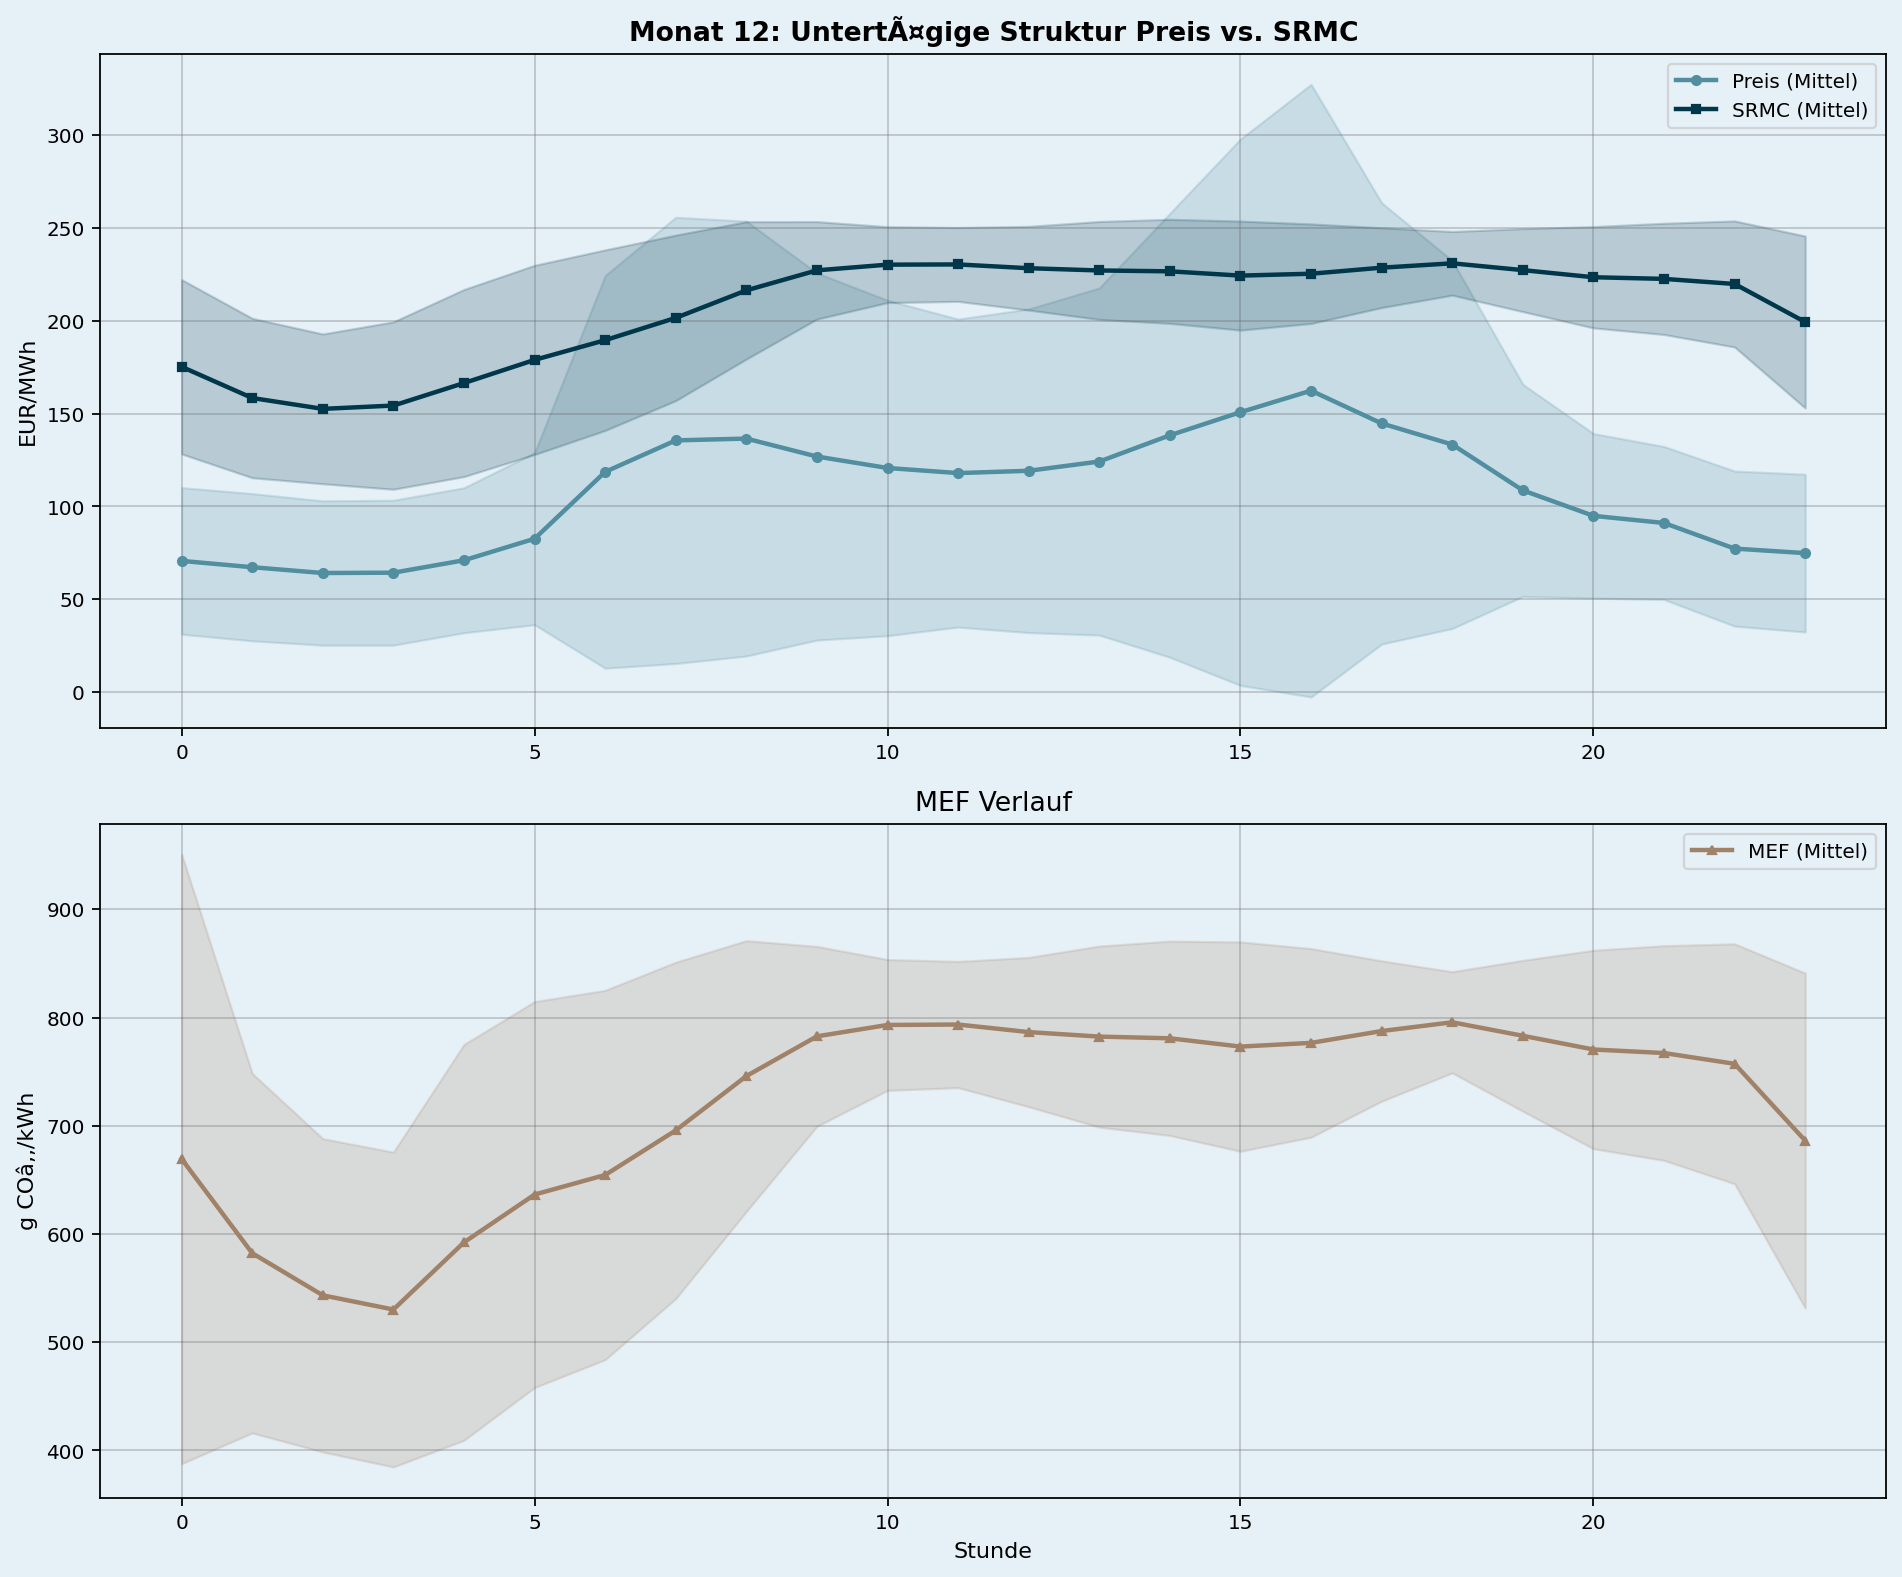 Monat 12: UntertÃ¤gige Struktur Preis vs. SRMC
Preis (Mittel)
SRMC (Mittel)
EUR/MWh
300
250
200
150
100
50
0
0 5 10 15 20
MEF Verlauf
MEF (Mittel)
g COâ‚‚/kWh
900
800
700
600
500
400
0 5 10 15 20
Stunde